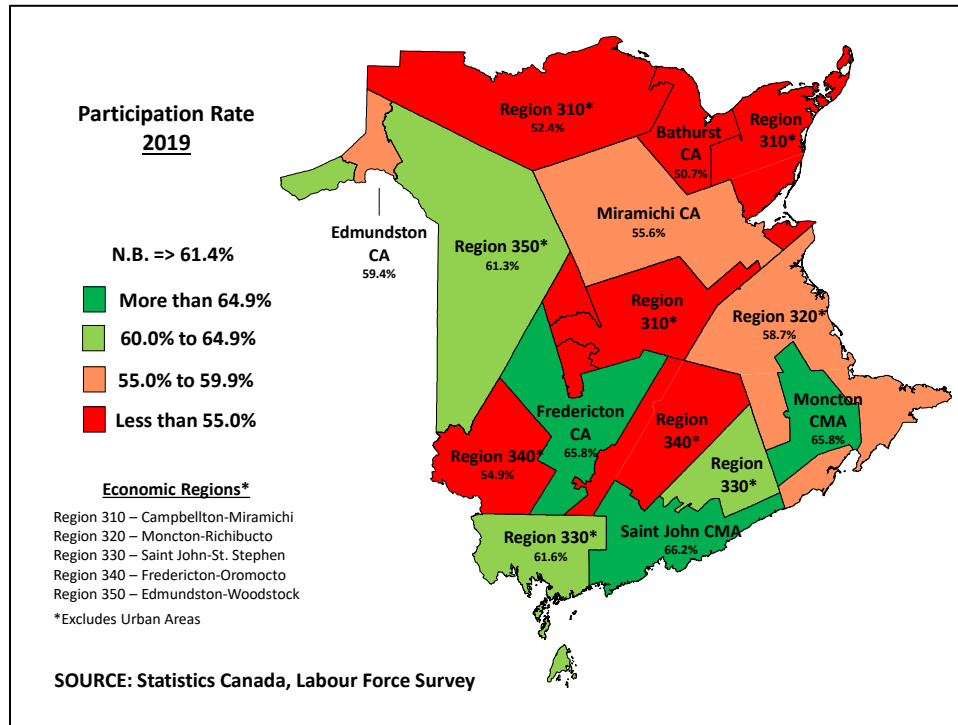 Participation Rate
2019
N.B. => 61.4%
More than 64.9%
60.0% to 64.9%
55.0% to 59.9%
Less than 55.0%
Economic Regions*
Region 310 – Campbellton-Miramichi
Region 320 – Moncton-Richibucto
Region 330 – Saint John-St. Stephen
Region 340 – Fredericton-Oromocto
Region 350 – Edmundston-Woodstock
*Excludes Urban Areas
SOURCE: Statistics Canada, Labour Force Survey
Region 310*
52.4%
Bathurst
CA
50.7%
Region
310*
Edmundston
CA
59.4%
Region 350*
61.3%
Miramichi CA
55.6%
Region
310*
Region 320*
58.7%
Fredericton
CA
65.8%
Region
340*
Moncton
CMA
65.8%
Region 340*
54.9%
Region
330*
Region 330*
61.6%
Saint John CMA
66.2%